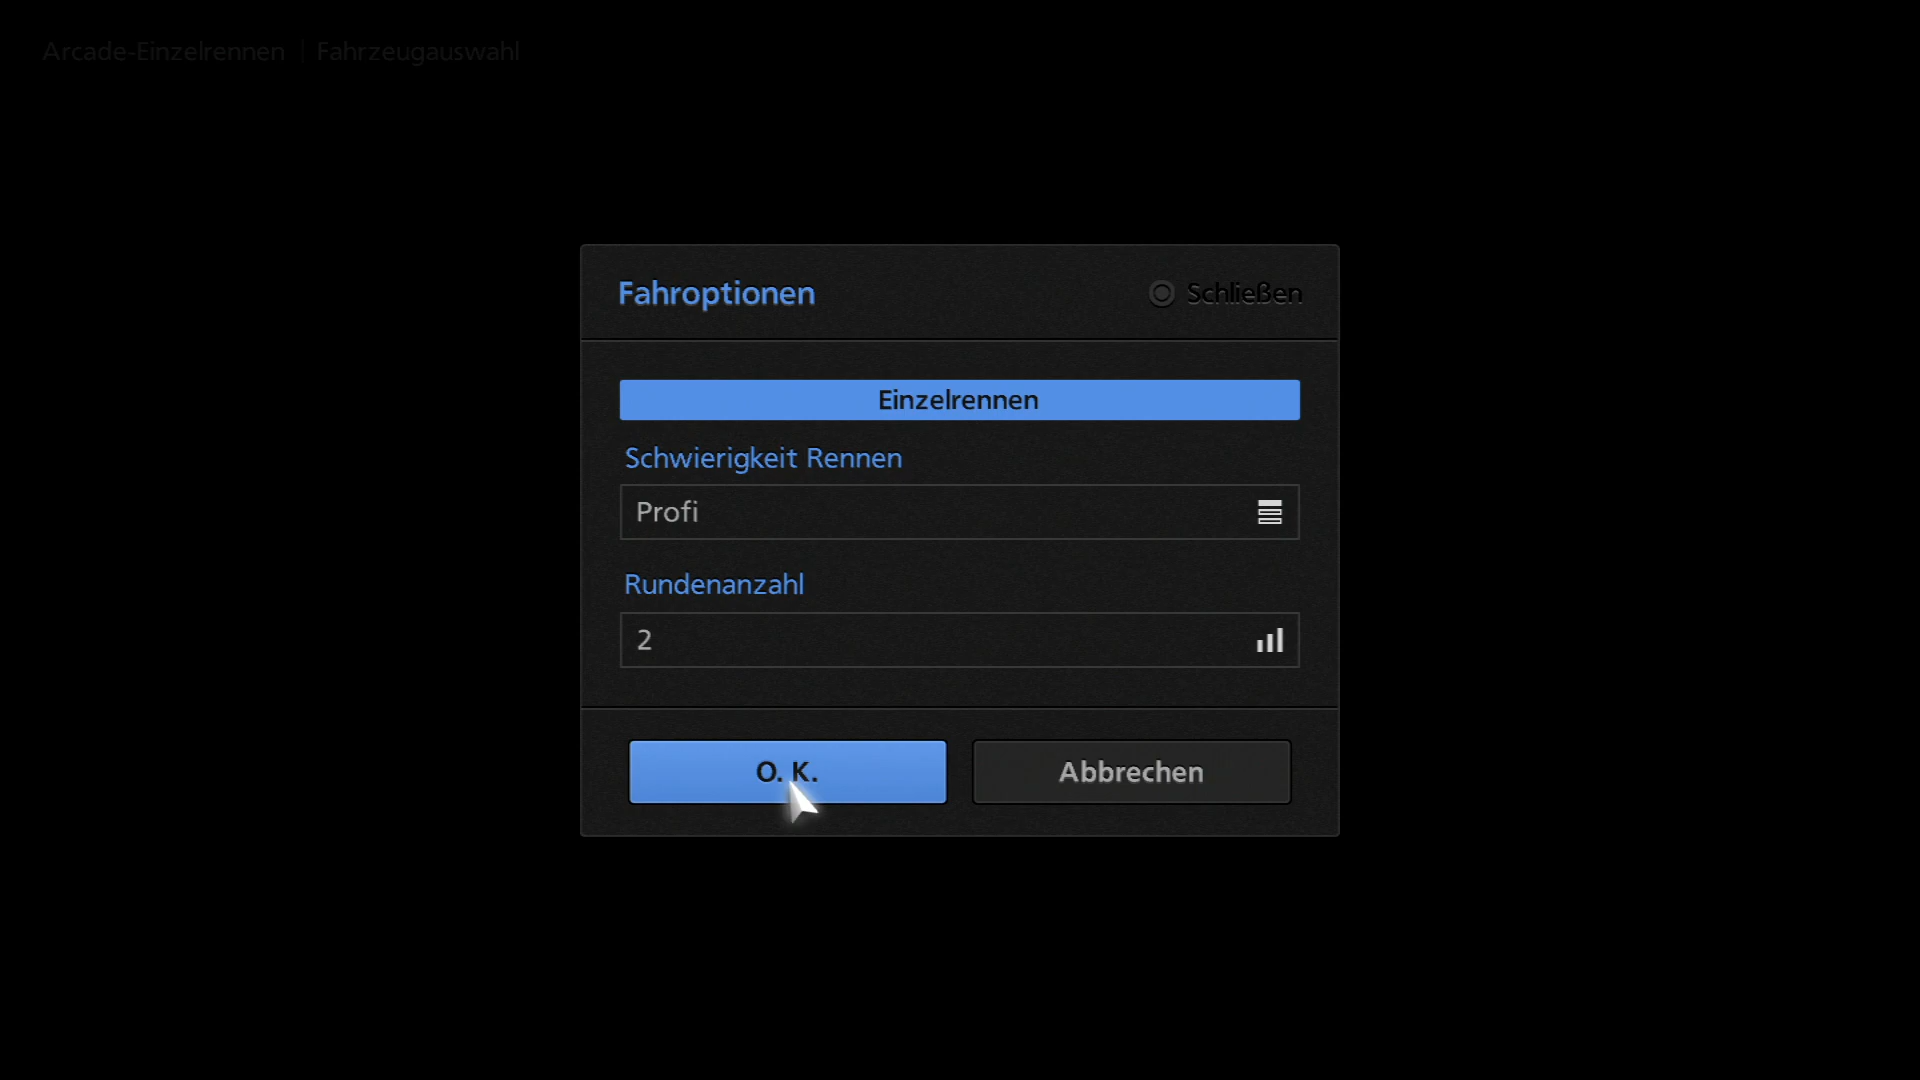 Arcade-Einzelrennen | Fahrzeugauswahl
Fahroptionen
Schließen
Einzelrennen
Schwierigkeit Rennen
Profi
Rundenanzahl
2
O. K.
Abbrechen